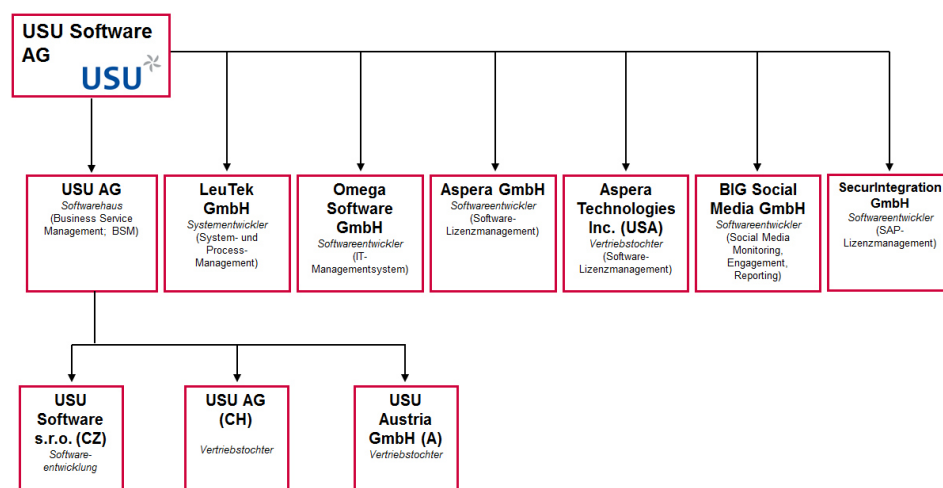 USU Software
AG
USU
USU AG
Softwarehaus
(Business Service
Management; BSM)
LeuTek
GmbH
Systementwickler
(System- und
Process-
Management)
Omega
Software
GmbH
Softwareentwickler
(IT-
Managementsystem)
Aspera GmbH
Softwareentwickler
(Software-
Lizenzmanagement)
Aspera
Technologies
Inc. (USA)
Vertriebstochter
(Software-
Lizenzmanagement)
BIG Social
Media GmbH
Softwareentwickler
(Social Media
Monitoring,
Engagement,
Reporting)
SecurIntegration
GmbH
Softwareentwickler
(SAP-
Lizenzmanagement)
USU
Software
s.r.o. (CZ)
Software-
entwicklung
USU AG
(CH)
Vertriebstochter
USU
Austria
GmbH (A)
Vertriebstochter